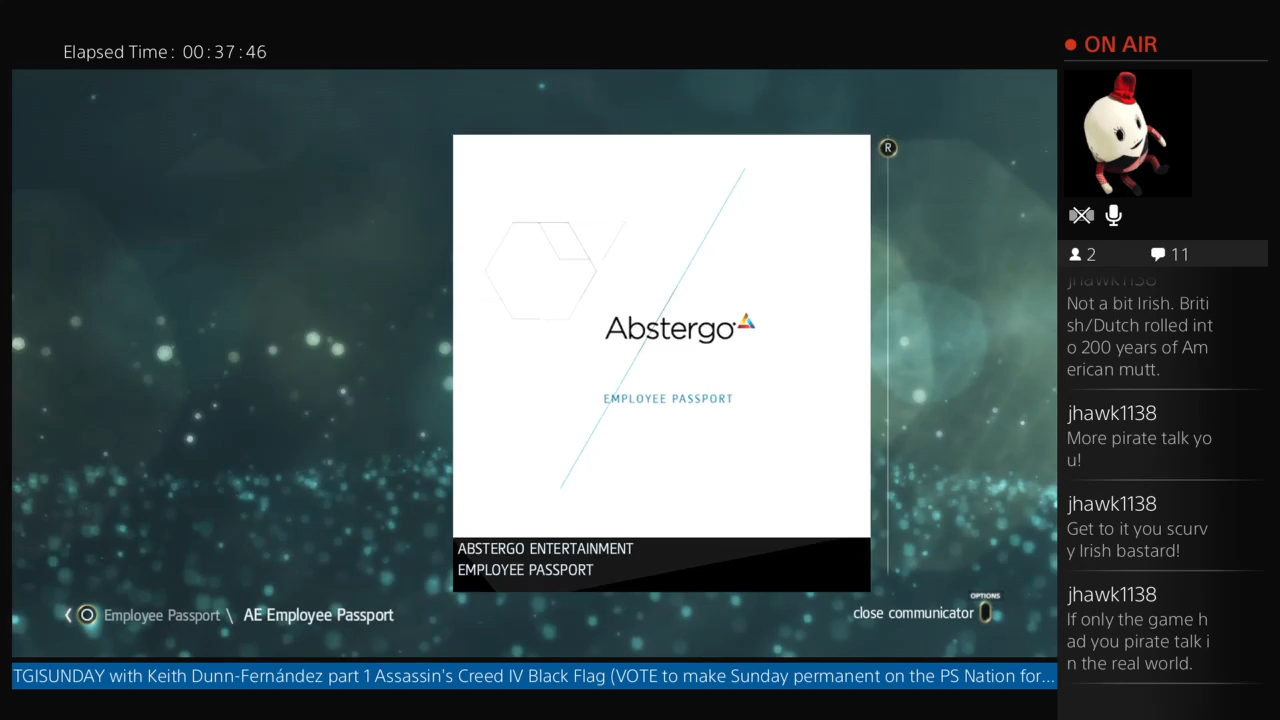 Elapsed Time: 00:37:46
ON AIR
R
Abstergo
EMPLOYEE PASSPORT
ABSTERGO ENTERTAINMENT
EMPLOYEE PASSPORT
Employee Passport \ AE Employee Passport
OPTIONS
close communicator
TGISUNDAY with Keith Dunn-Fernández part 1 Assassin's Creed IV Black Flag (VOTE to make Sunday permanent on the PS Nation for...
2
11
jhawk1138
Not a bit Irish. Briti
sh/Dutch rolled int
o 200 years of Am
erican mutt.
jhawk1138
More pirate talk yo
u!
jhawk1138
Get to it you scurv
y Irish bastard!
jhawk1138
If only the game h
ad you pirate talk i
n the real world.